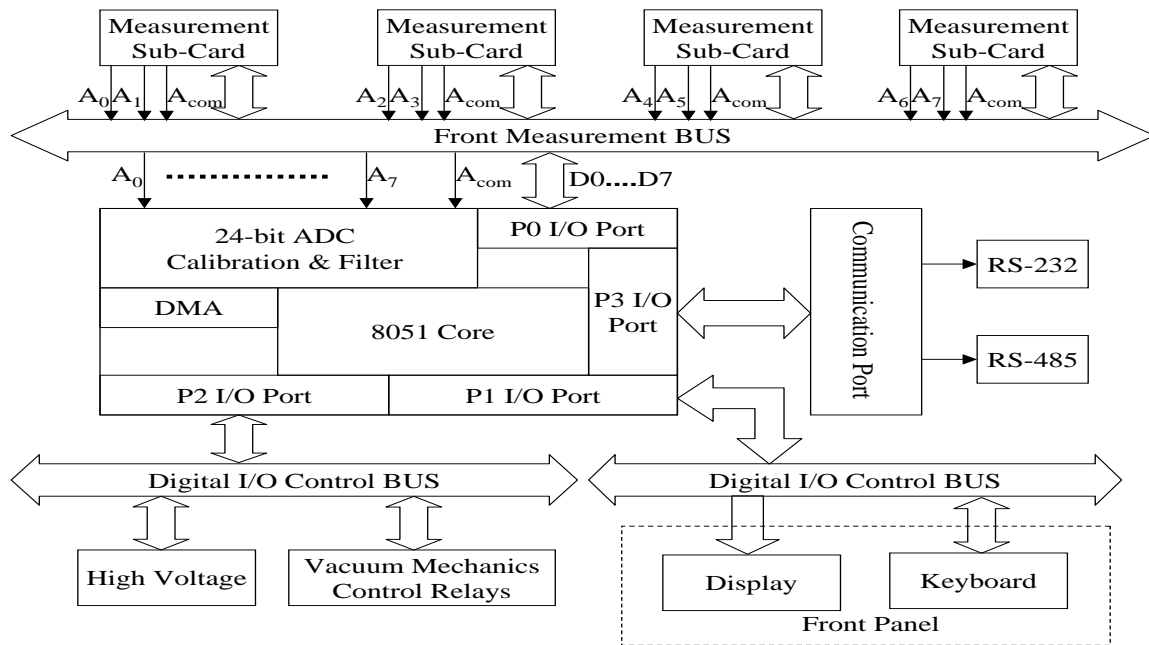 Measurement
Sub-Card
Measurement
Sub-Card
Measurement
Sub-Card
Measurement
Sub-Card
A0 A1 Acom
A2 A3 Acom
A4 A5 Acom
A6 A7 Acom
Front Measurement BUS
A0
A7
Acom
D0....D7
24-bit ADC
Calibration & Filter
P0 I/O Port
DMA
8051 Core
P3 I/O
Port
P2 I/O Port
P1 I/O Port
Communication Port
RS-232
RS-485
Digital I/O Control BUS
Digital I/O Control BUS
High Voltage
Vacuum Mechanics
Control Relays
Display
Keyboard
Front Panel